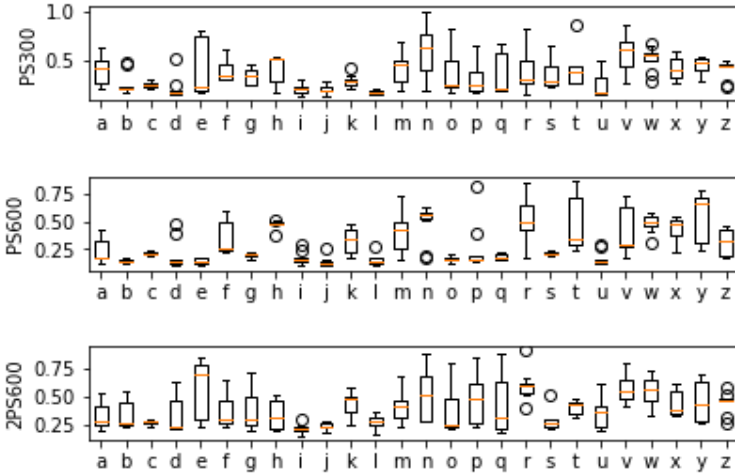 1.0
0.5
PS300
a b c d e f g h i j k l m n o p q r s t u v w x y z
0.75
0.50
0.25
PS600
a b c d e f g h i j k l m n o p q r s t u v w x y z
0.75
0.50
0.25
2PS600
a b c d e f g h i j k l m n o p q r s t u v w x y z